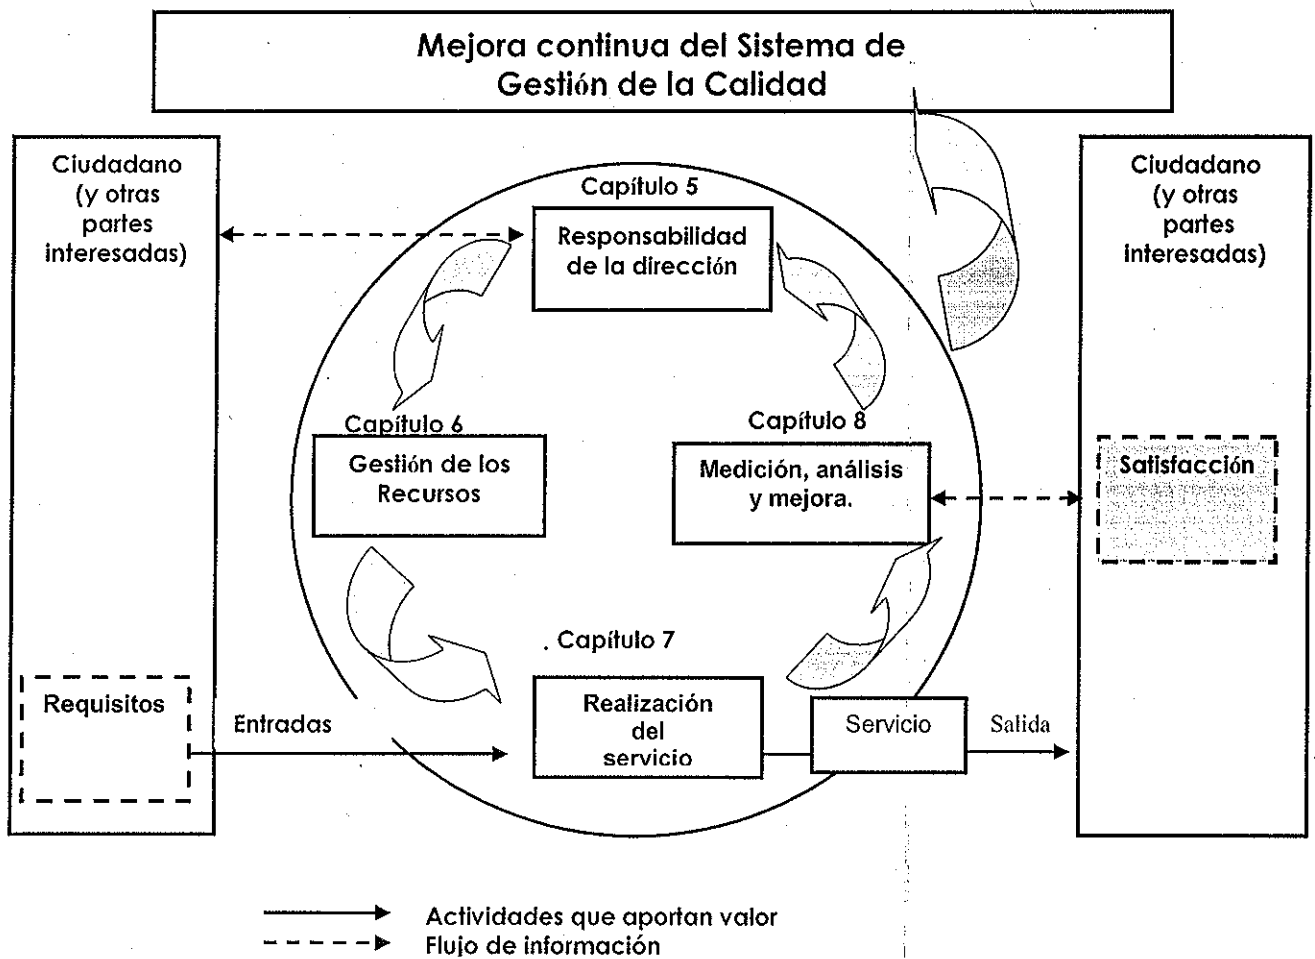 Mejora continua del Sistema de
Gestión de la Calidad
Ciudadano
(y otras
partes
interesadas)
Capítulo 5
Responsabilidad
de la dirección
Ciudadano
(y otras
partes
interesadas)
Capítulo 6
Gestión de los
Recursos
Capítulo 8
Medición, análisis
y mejora.
Satisfacción
. Capítulo 7
Requisitos
Entradas
Realización
del
servicio
Servicio
Salida
Actividades que aportan valor
Flujo de información